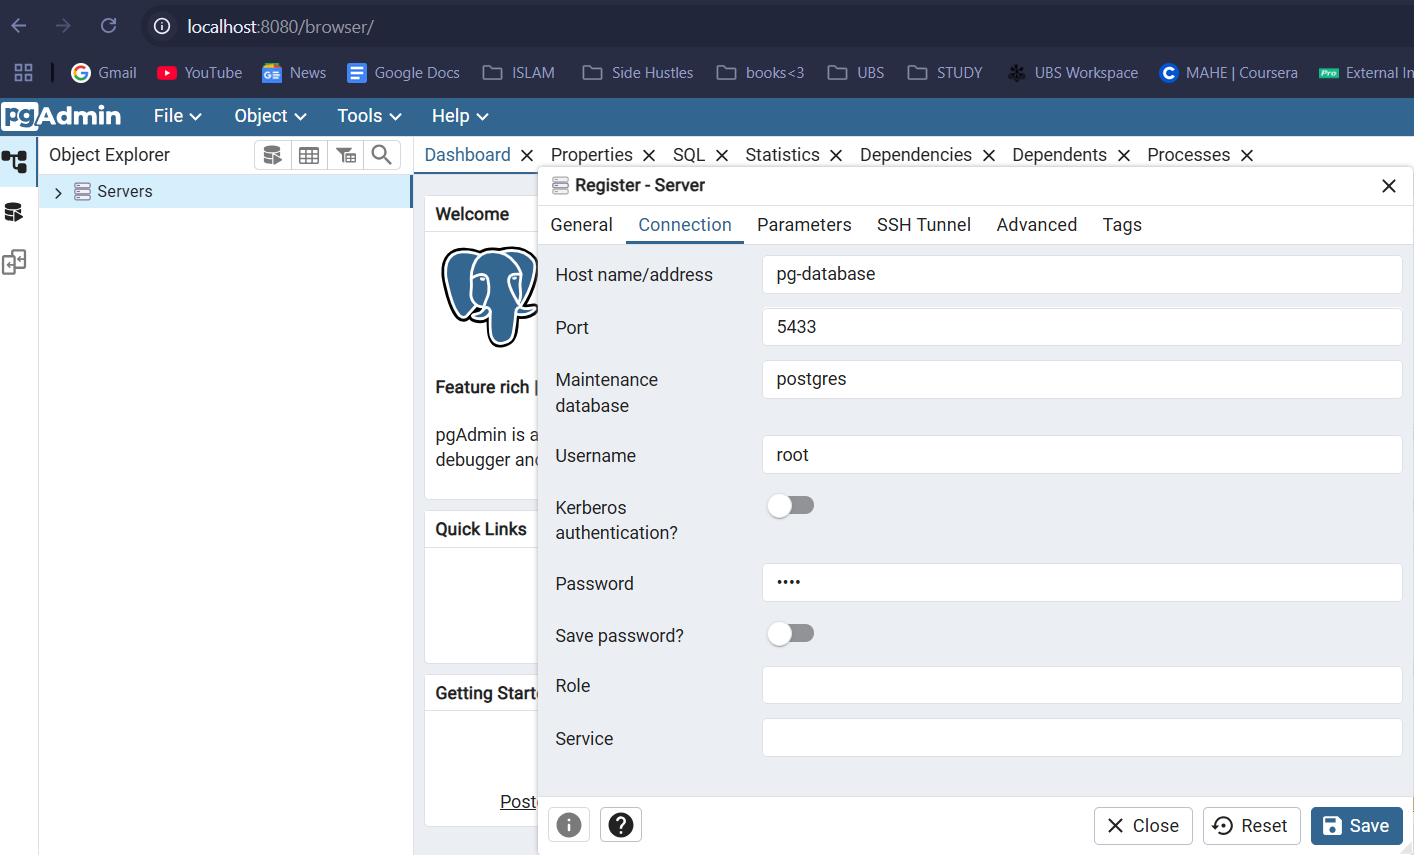 localhost:8080/browser/
Gmail YouTube News Google Docs ISLAM Side Hustles books<3 UBS STUDY UBS Workspace MAHE | Coursera Pro External In
pgAdmin File Object Tools Help
Object Explorer
Dashboard Properties SQL Statistics Dependencies Dependents Processes
Servers
Welcome
Feature rich |
pgAdmin is a
debugger and
Quick Links
Getting Starte
Poste
Register - Server
General Connection Parameters SSH Tunnel Advanced Tags
Host name/address pg-database
Port 5433
Maintenance
database
postgres
Username root
Kerberos
authentication?
Password ••••
Save password?
Role
Service
Close Reset Save